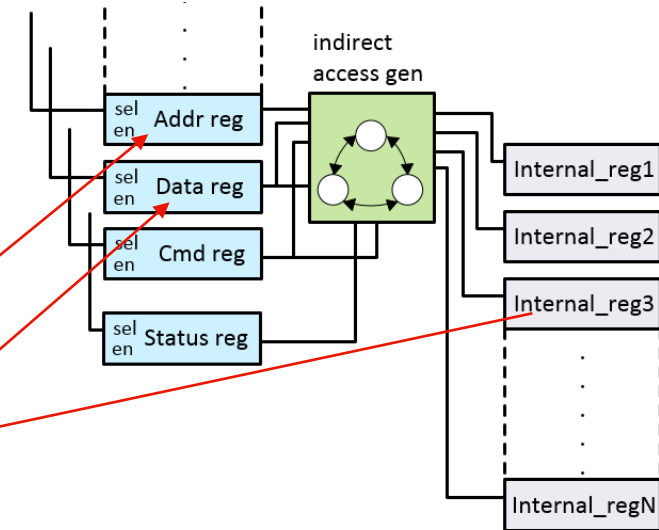 indirect
access gen
sel
en
Addr reg
sel
en
Data reg
sel
en
Cmd reg
sel
en
Status reg
Internal_reg1
Internal_reg2
Internal_reg3
Internal_regN